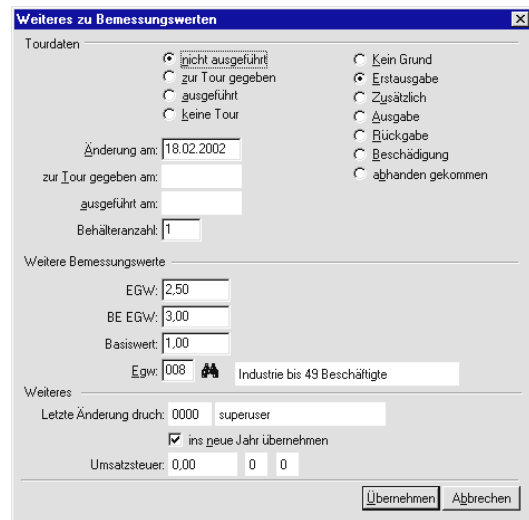 Weiteres zu Bemessungswerten
Tourdaten
nicht ausgeführt
zur Tour gegeben
ausgeführt
keine Tour
Kein Grund
Erstausgabe
Zusätzlich
Ausgabe
Rückgabe
Beschädigung
abhanden gekommen
Änderung am: 18.02.2002
zur Tour gegeben am:
ausgeführt am:
Behälteranzahl: 1
Weitere Bemessungswerte
EGW: 2,50
BE EGW: 3,00
Basiswert: 1,00
Egw: 008 Industrie bis 49 Beschäftigte
Weiteres
Letzte Änderung druch: 0000 superuser
ins neue Jahr übernehmen
Umsatzsteuer: 0,00 0 0
Übernehmen Abbrechen